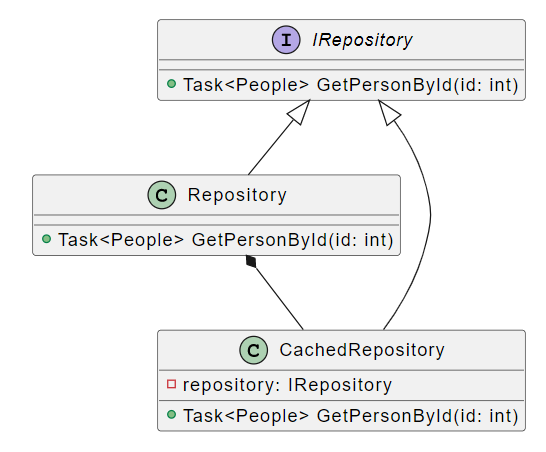 I IRepository
Task<People> GetPersonById(id: int)
C Repository
Task<People> GetPersonById(id: int)
C CachedRepository
repository: IRepository
Task<People> GetPersonById(id: int)